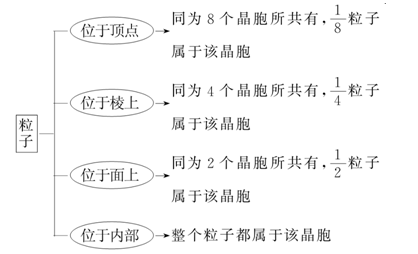 粒子
位于顶点
同为 8 个晶胞所共有,1/8粒子
属于该晶胞
位于棱上
同为 4 个晶胞所共有,1/4粒子
属于该晶胞
位于面上
同为 2 个晶胞所共有,1/2粒子
属于该晶胞
位于内部
整个粒子都属于该晶胞